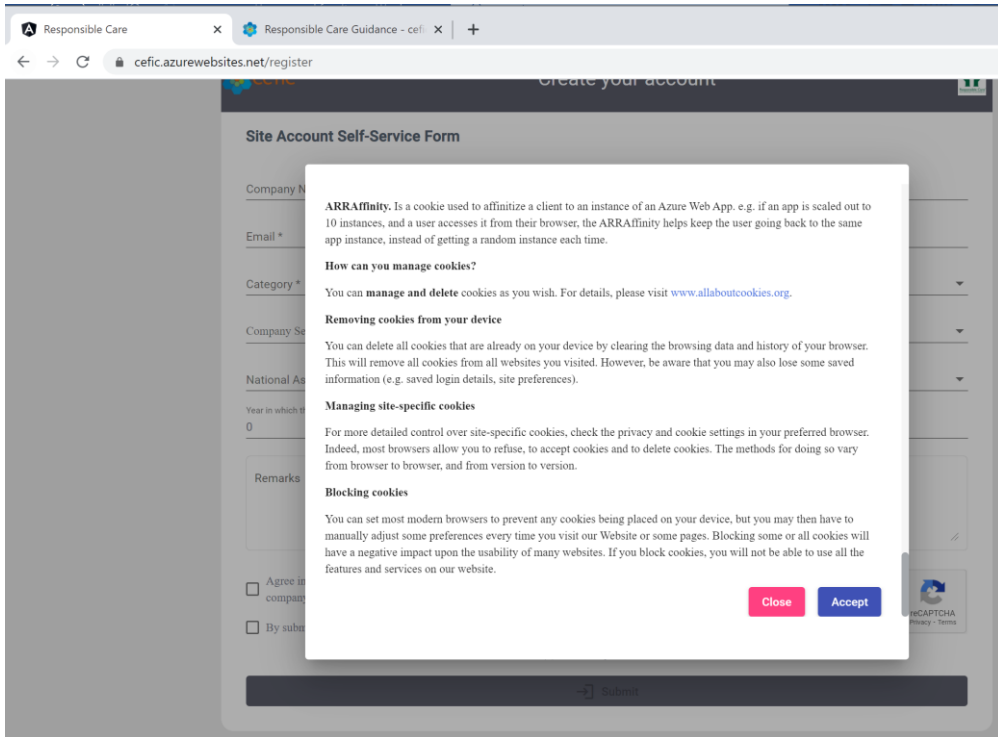 Responsible Care
Responsible Care Guidance - cefi
cefic.azurewebsites.net/register
Create your account
Site Account Self-Service Form
Company N
Email *
Category *
Company Se
National As
Year in which th
0
Remarks
Agree in
company
By subm
ARRAffinity. Is a cookie used to affinitize a client to an instance of an Azure Web App. e.g. if an app is scaled out to
10 instances, and a user accesses it from their browser, the ARRAffinity helps keep the user going back to the same
app instance, instead of getting a random instance each time.
How can you manage cookies?
You can manage and delete cookies as you wish. For details, please visit www.allaboutcookies.org.
Removing cookies from your device
You can delete all cookies that are already on your device by clearing the browsing data and history of your browser.
This will remove all cookies from all websites you visited. However, be aware that you may also lose some saved
information (e.g. saved login details, site preferences).
Managing site-specific cookies
For more detailed control over site-specific cookies, check the privacy and cookie settings in your preferred browser.
Indeed, most browsers allow you to refuse, to accept cookies and to delete cookies. The methods for doing so vary
from browser to browser, and from version to version.
Blocking cookies
You can set most modern browsers to prevent any cookies being placed on your device, but you may then have to
manually adjust some preferences every time you visit our Website or some pages. Blocking some or all cookies will
have a negative impact upon the usability of many websites. If you block cookies, you will not be able to use all the
features and services on our website.
Close
Accept
reCAPTCHA
Privacy - Terms
Submit